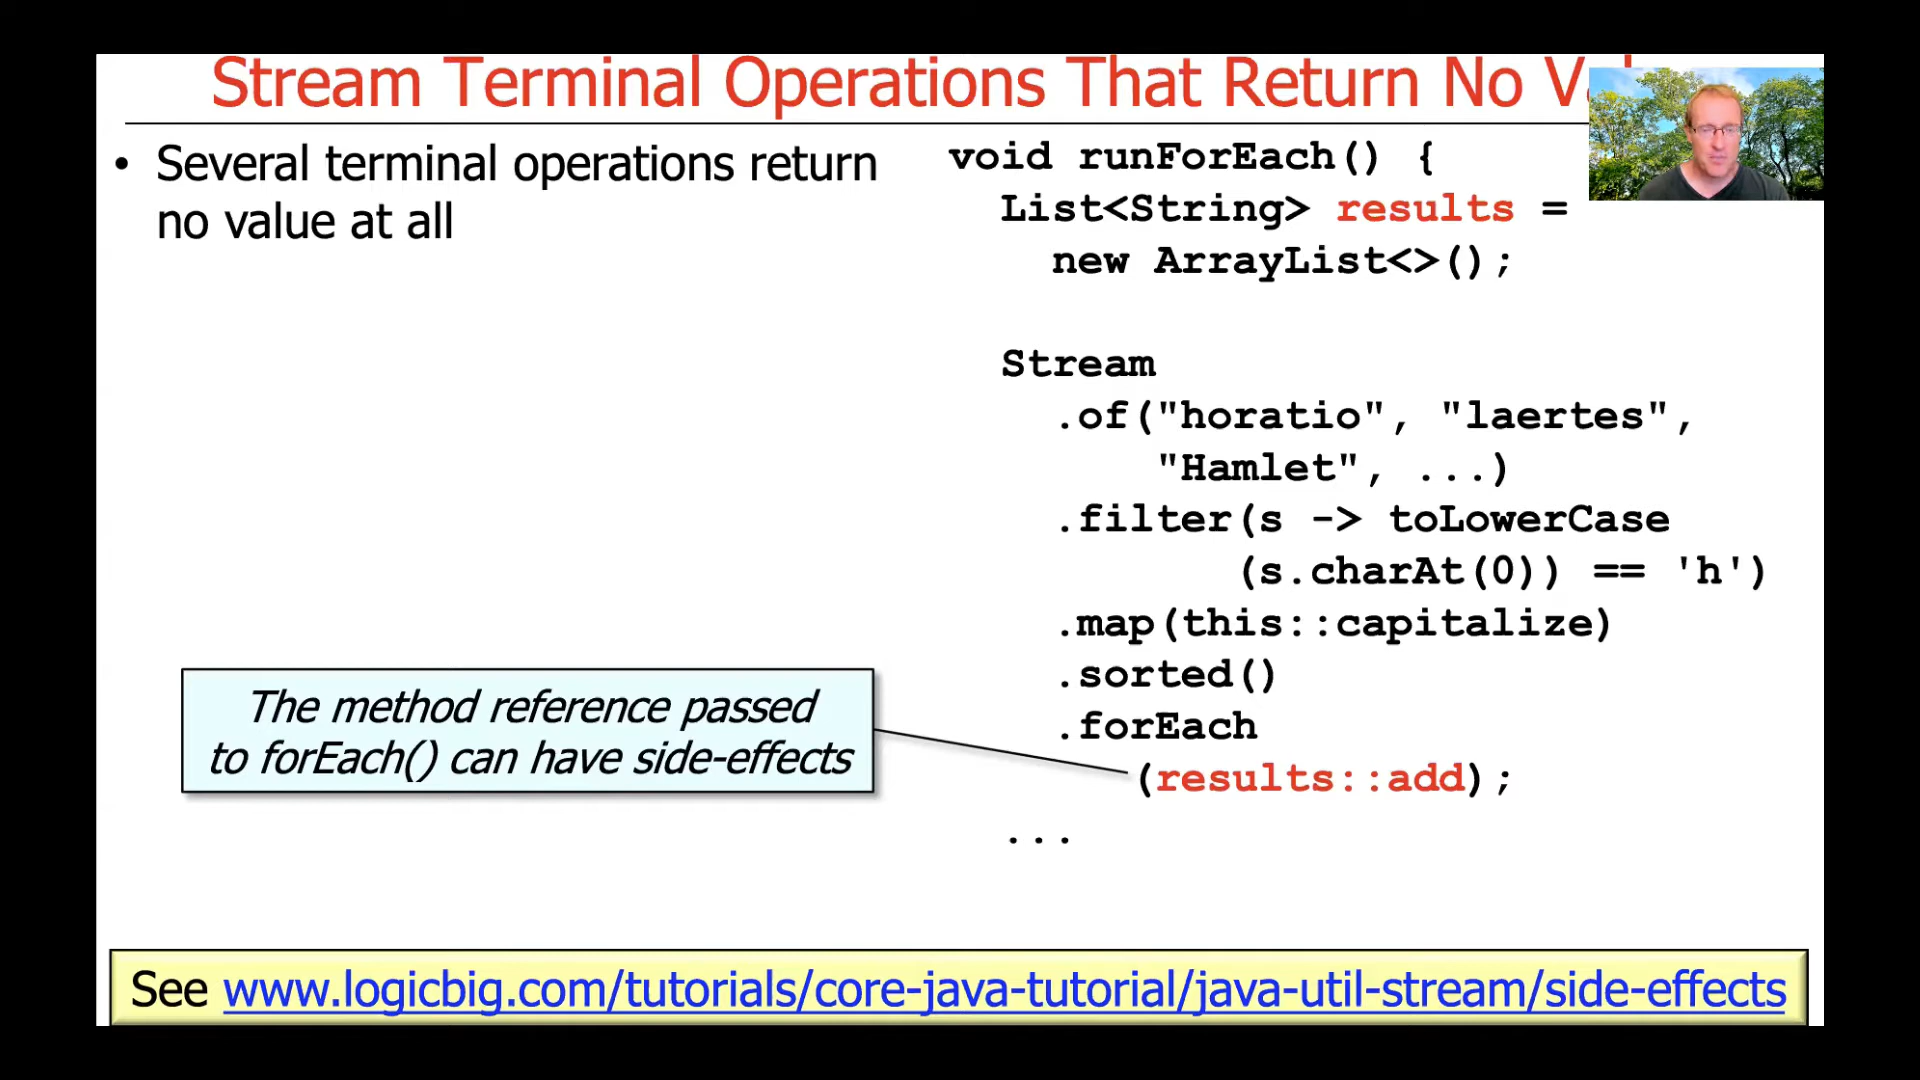 Stream Terminal Operations That Return No
• Several terminal operations return
no value at all
void runForEach() {
List<String> results =
new ArrayList<>();
Stream
.of("horatio", "laertes",
"Hamlet", ...)
.filter(s -> toLowerCase
(s.charAt(0)) == 'h')
.map(this::capitalize)
.sorted()
.forEach
(results::add);
...
The method reference passed
to forEach() can have side-effects
See www.logicbig.com/tutorials/core-java-tutorial/java-util-stream/side-effects